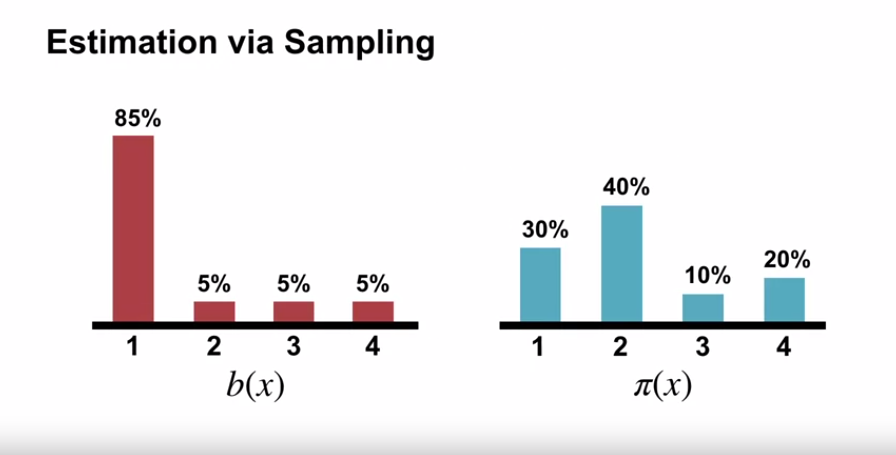 Estimation via Sampling
85%
5% 5% 5%
1 2 3 4
b(x)
30% 40% 10% 20%
1 2 3 4
π(x)